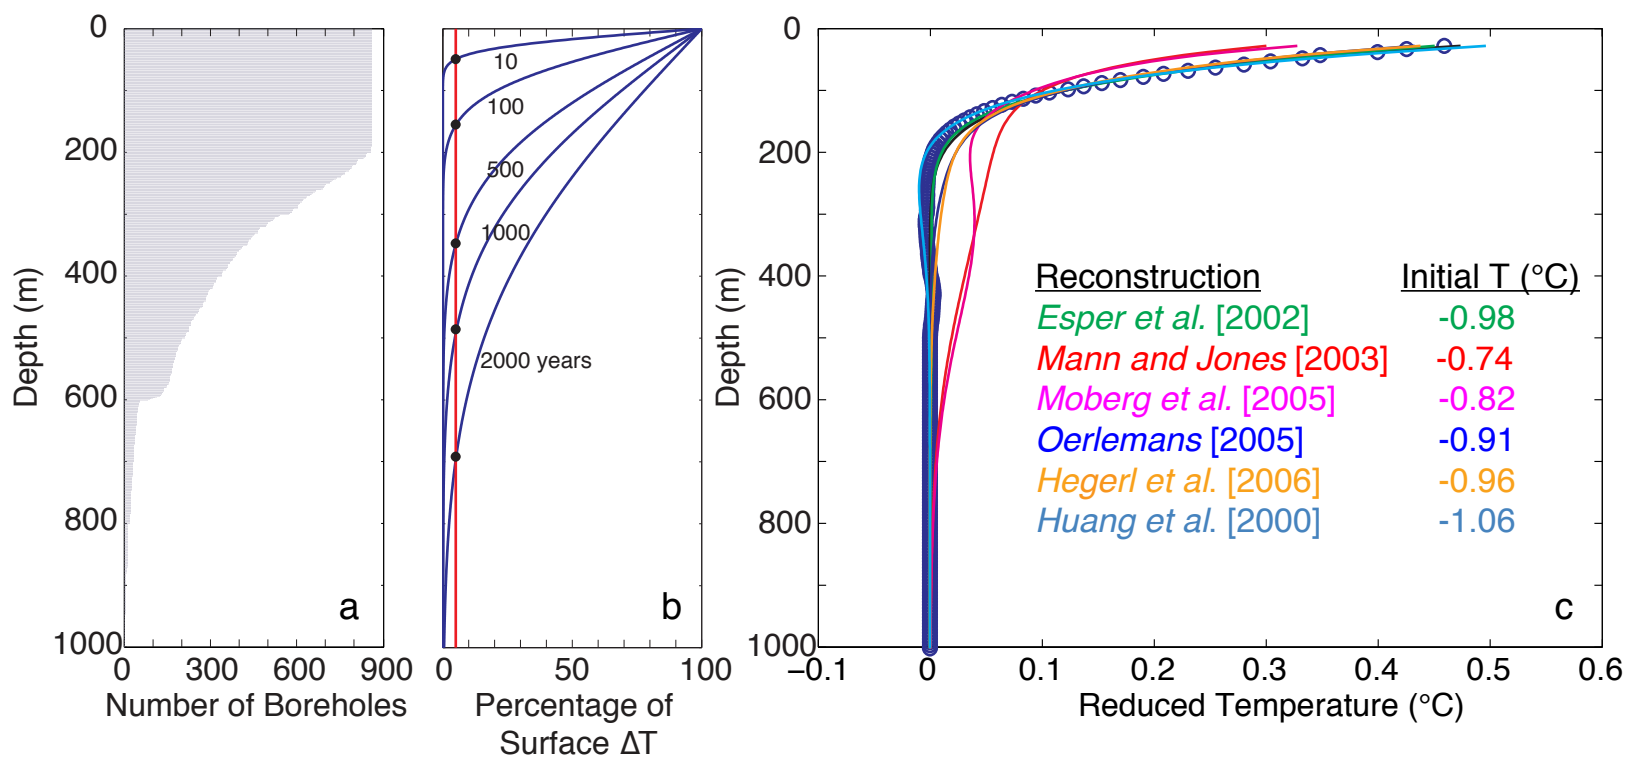 0
200
400
600
800
1000
Depth (m)
0
300
600
900
Number of Boreholes
a
10
100
500
1000
2000 years
b
0
50
100
Percentage of
Surface ΔT
0
200
400
600
800
1000
Depth (m)
Reconstruction Initial T (°C)
Esper et al. [2002] -0.98
Mann and Jones [2003] -0.74
Moberg et al. [2005] -0.82
Oerlemans [2005] -0.91
Hegerl et al. [2006] -0.96
Huang et al. [2000] -1.06
c
−0.1
0
0.1
0.2
0.3
0.4
0.5
0.6
Reduced Temperature (°C)